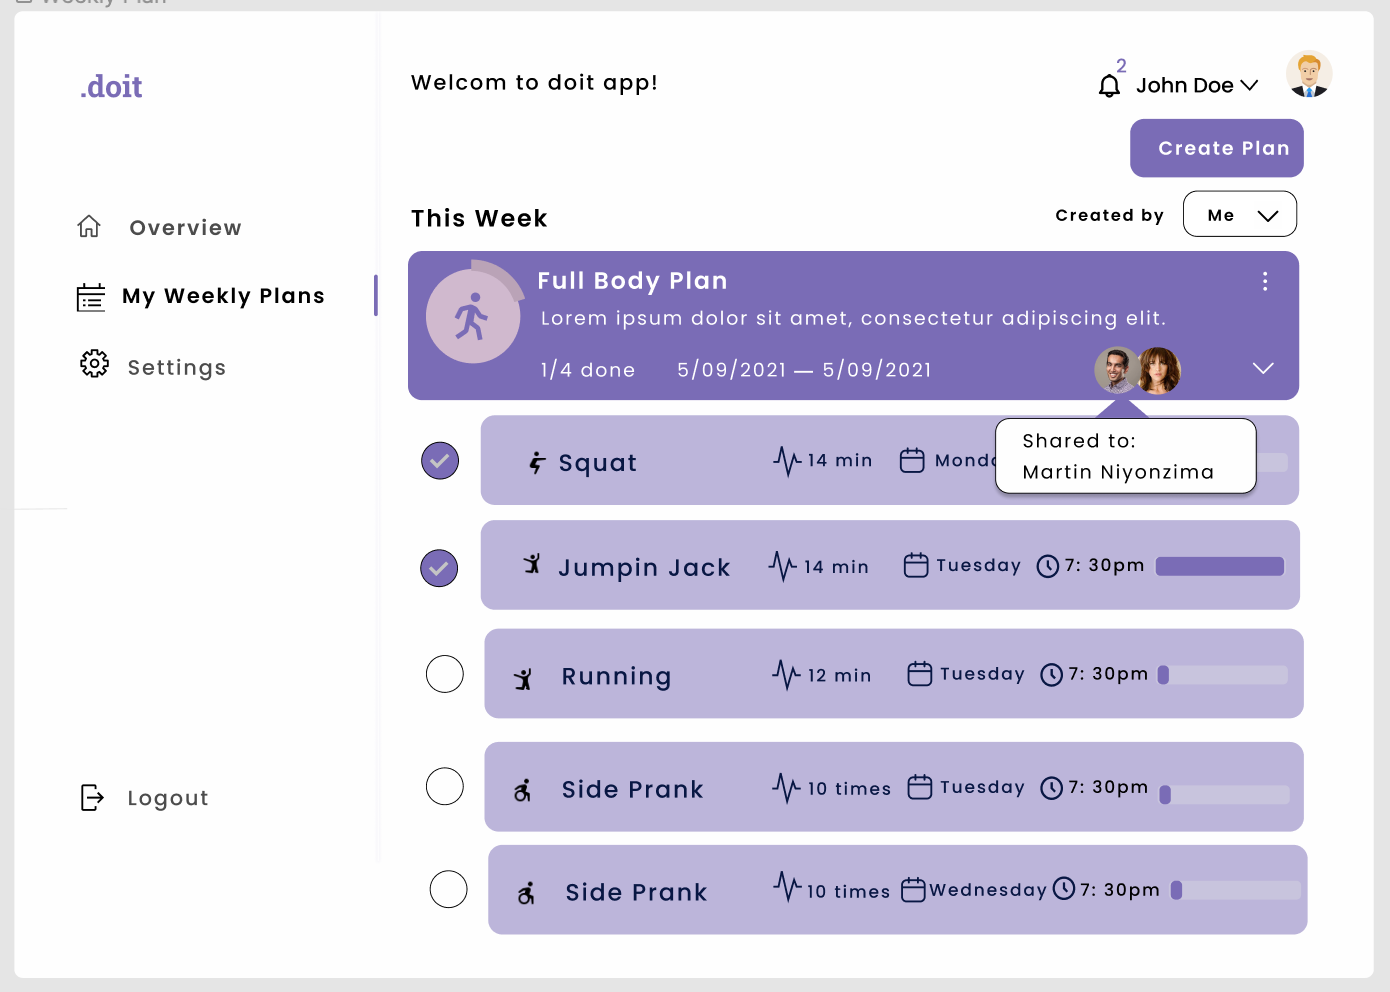 Weekly Plan
.doit
Welcom to doit app!
2
John Doe
Create Plan
Overview
My Weekly Plans
Settings
Logout
This Week
Created by
Me
Full Body Plan
Lorem ipsum dolor sit amet, consectetur adipiscing elit.
1/4 done 5/09/2021 — 5/09/2021
Shared to:
Martin Niyonzima
Squat 14 min
Jumpin Jack 14 min Tuesday 7: 30pm
Running 12 min Tuesday 7: 30pm
Side Prank 10 times Tuesday 7: 30pm
Side Prank 10 times Wednesday 7: 30pm